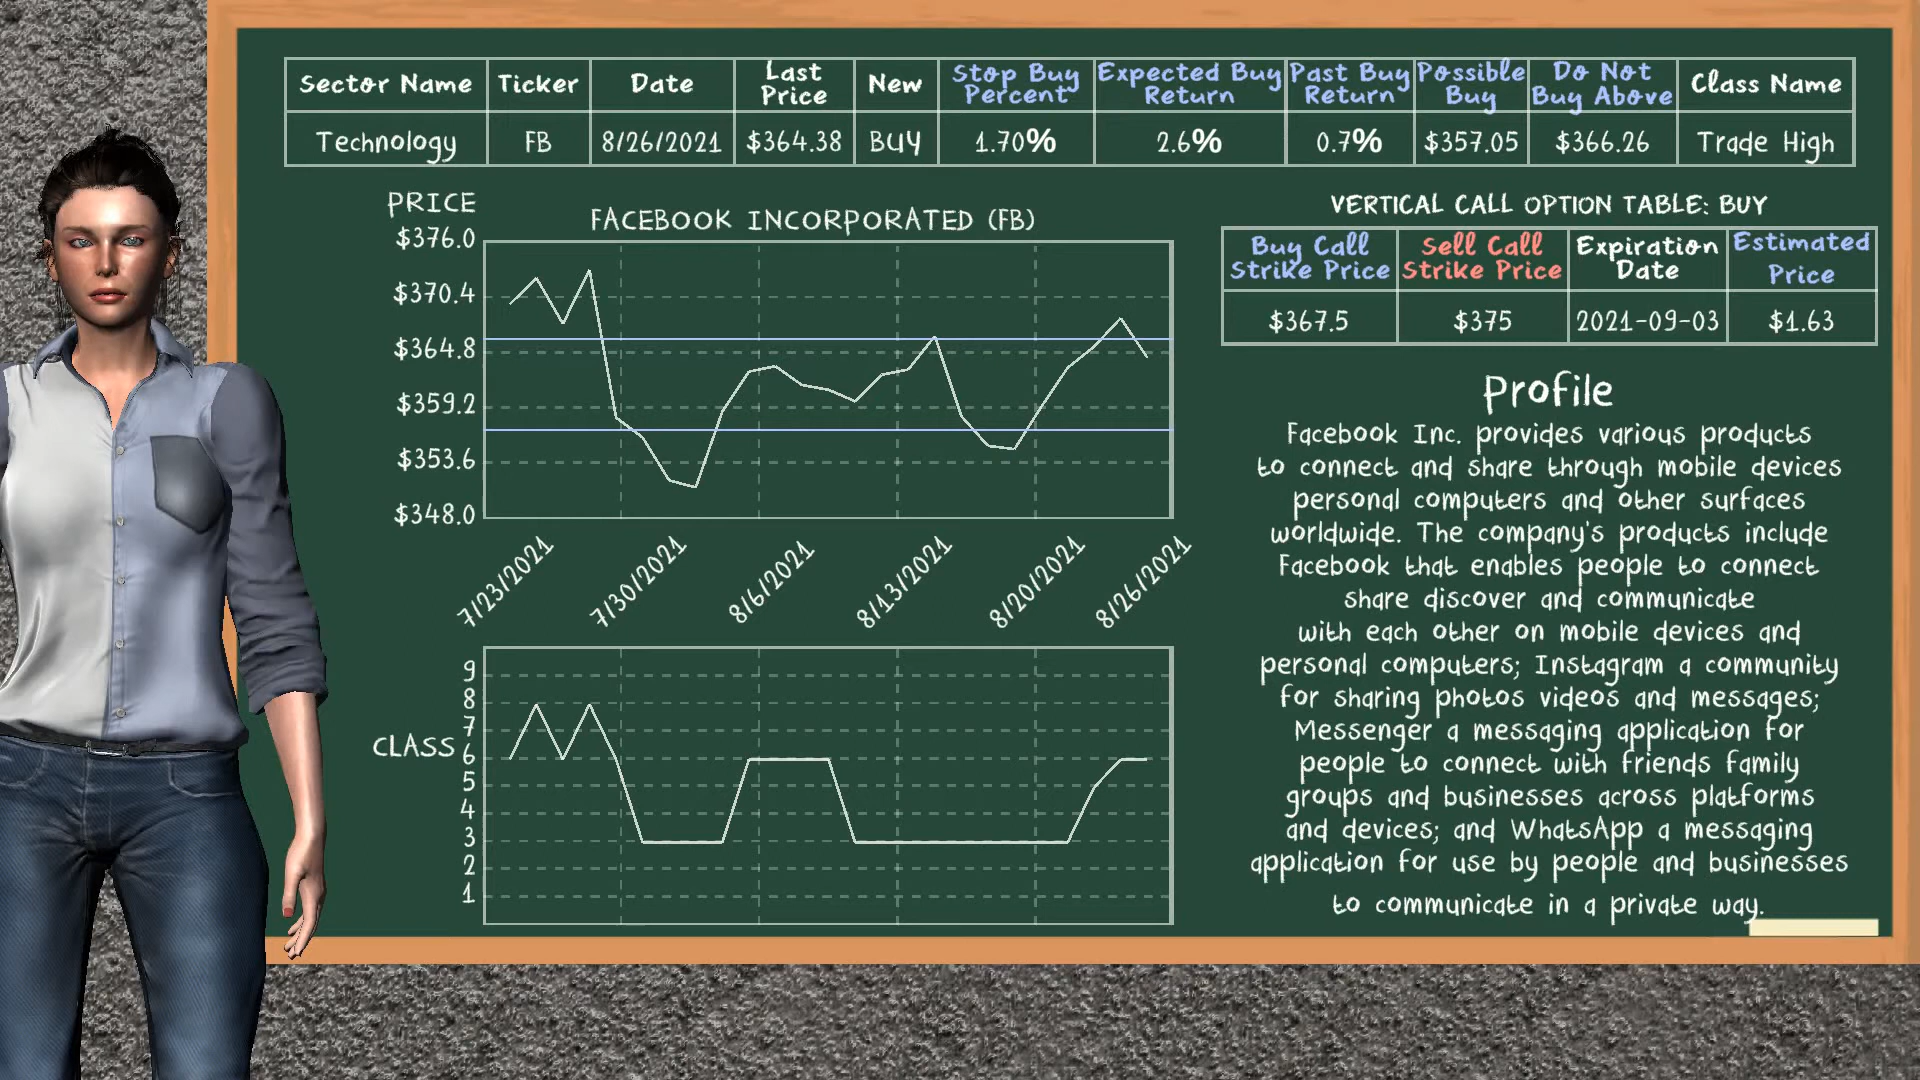 Sector Name Ticker Date Last Price New Stop Buy Percent Expected Buy Return Past Buy Return Possible Buy Do Not Buy Above Class Name
Technology FB 8/26/2021 $364.38 BUY 1.70% 2.6% 0.7% $357.05 $366.26 Trade High
PRICE
FACEBOOK INCORPORATED (FB)
$376.0
$370.4
$364.8
$359.2
$353.6
$348.0
7/23/2021 7/30/2021 8/6/2021 8/13/2021 8/20/2021 8/26/2021
CLASS
9
8
7
6
5
4
3
2
1
VERTICAL CALL OPTION TABLE: BUY
Buy Call Strike Price Sell Call Strike Price Expiration Date Estimated Price
$367.5 $375 2021-09-03 $1.63
Profile
Facebook Inc. provides various products
to connect and share through mobile devices
personal computers and other surfaces
worldwide. The company's products include
Facebook that enables people to connect
share discover and communicate
with each other on mobile devices and
personal computers; Instagram a community
for sharing photos videos and messages;
Messenger a messaging application for
people to connect with friends family
groups and businesses across platforms
and devices; and WhatsApp a messaging
application for use by people and businesses
to communicate in a private way.